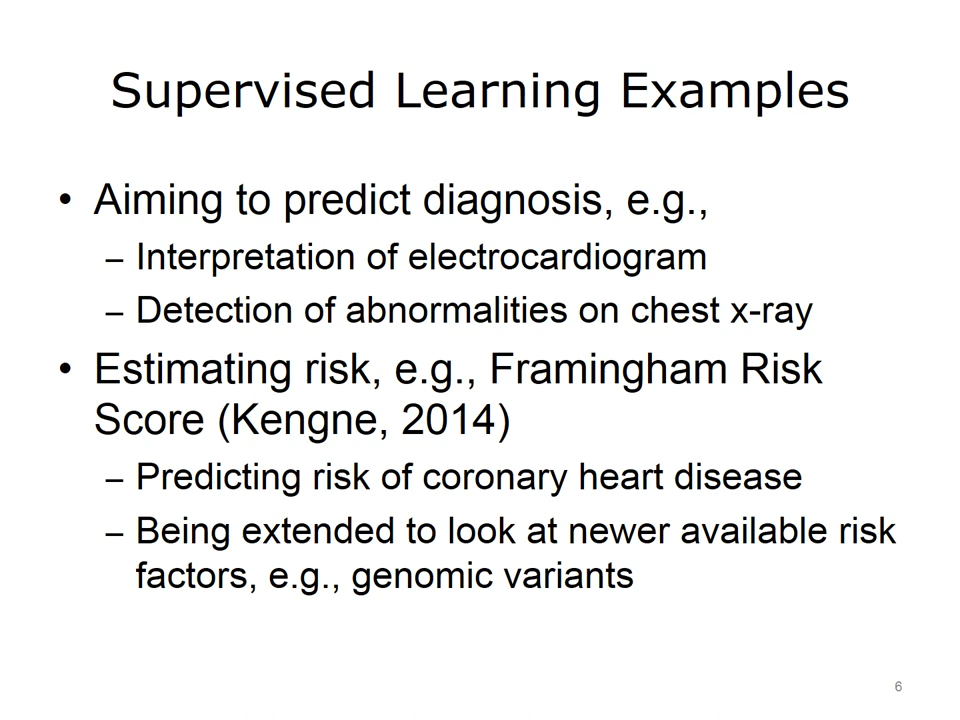 Supervised Learning Examples
• Aiming to predict diagnosis, e.g.,
– Interpretation of electrocardiogram
– Detection of abnormalities on chest x-ray
• Estimating risk, e.g., Framingham Risk
Score (Kengne, 2014)
– Predicting risk of coronary heart disease
– Being extended to look at newer available risk
factors, e.g., genomic variants
6